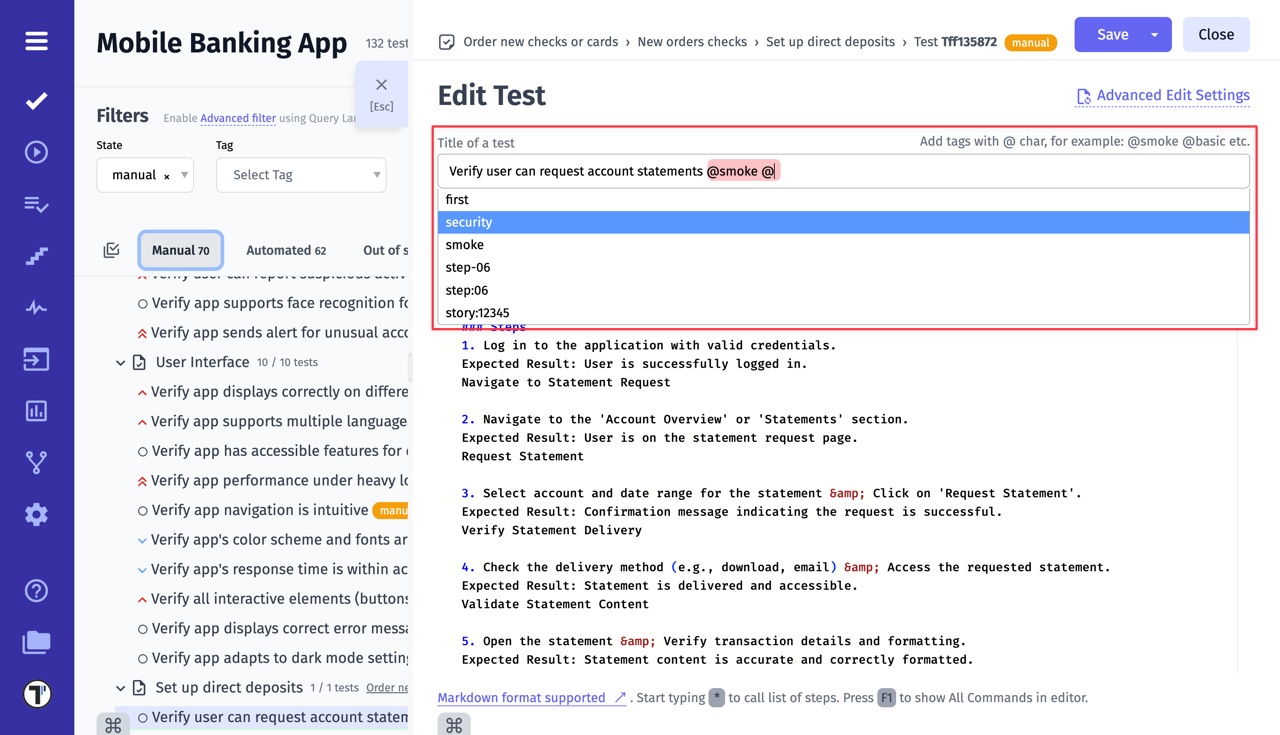 Mobile Banking App 132 test
[Esc]
Filters Enable Advanced filter using Query La
State Tag
manual × Select Tag
Manual 70 Automated 62 Out of s
Verify user can report suspicious activ
Verify app supports face recognition fo
Verify app sends alert for unusual acco
User Interface 10 / 10 tests
Verify app displays correctly on differe
Verify app supports multiple language
Verify app has accessible features for
Verify app performance under heavy lo
Verify app navigation is intuitive manu
Verify app's color scheme and fonts ar
Verify app's response time is within ac
Verify all interactive elements (buttons
Verify app displays correct error messa
Verify app adapts to dark mode setting
Set up direct deposits 1 / 1 tests Order ne
Verify user can request account statem
⌘
Order new checks or cards › New orders checks › Set up direct deposits › Test Tff135872 manual
Save Close
Edit Test Advanced Edit Settings
Title of a test Add tags with @ char, for example: @smoke @basic etc.
Verify user can request account statements @smoke @
first
security
smoke
step-06
step:06
story:12345
### Steps
1. Log in to the application with valid credentials.
Expected Result: User is successfully logged in.
Navigate to Statement Request
2. Navigate to the 'Account Overview' or 'Statements' section.
Expected Result: User is on the statement request page.
Request Statement
3. Select account and date range for the statement &amp; Click on 'Request Statement'.
Expected Result: Confirmation message indicating the request is successful.
Verify Statement Delivery
4. Check the delivery method (e.g., download, email) &amp; Access the requested statement.
Expected Result: Statement is delivered and accessible.
Validate Statement Content
5. Open the statement &amp; Verify transaction details and formatting.
Expected Result: Statement content is accurate and correctly formatted.
Markdown format supported . Start typing * to call list of steps. Press F1 to show All Commands in editor.
⌘